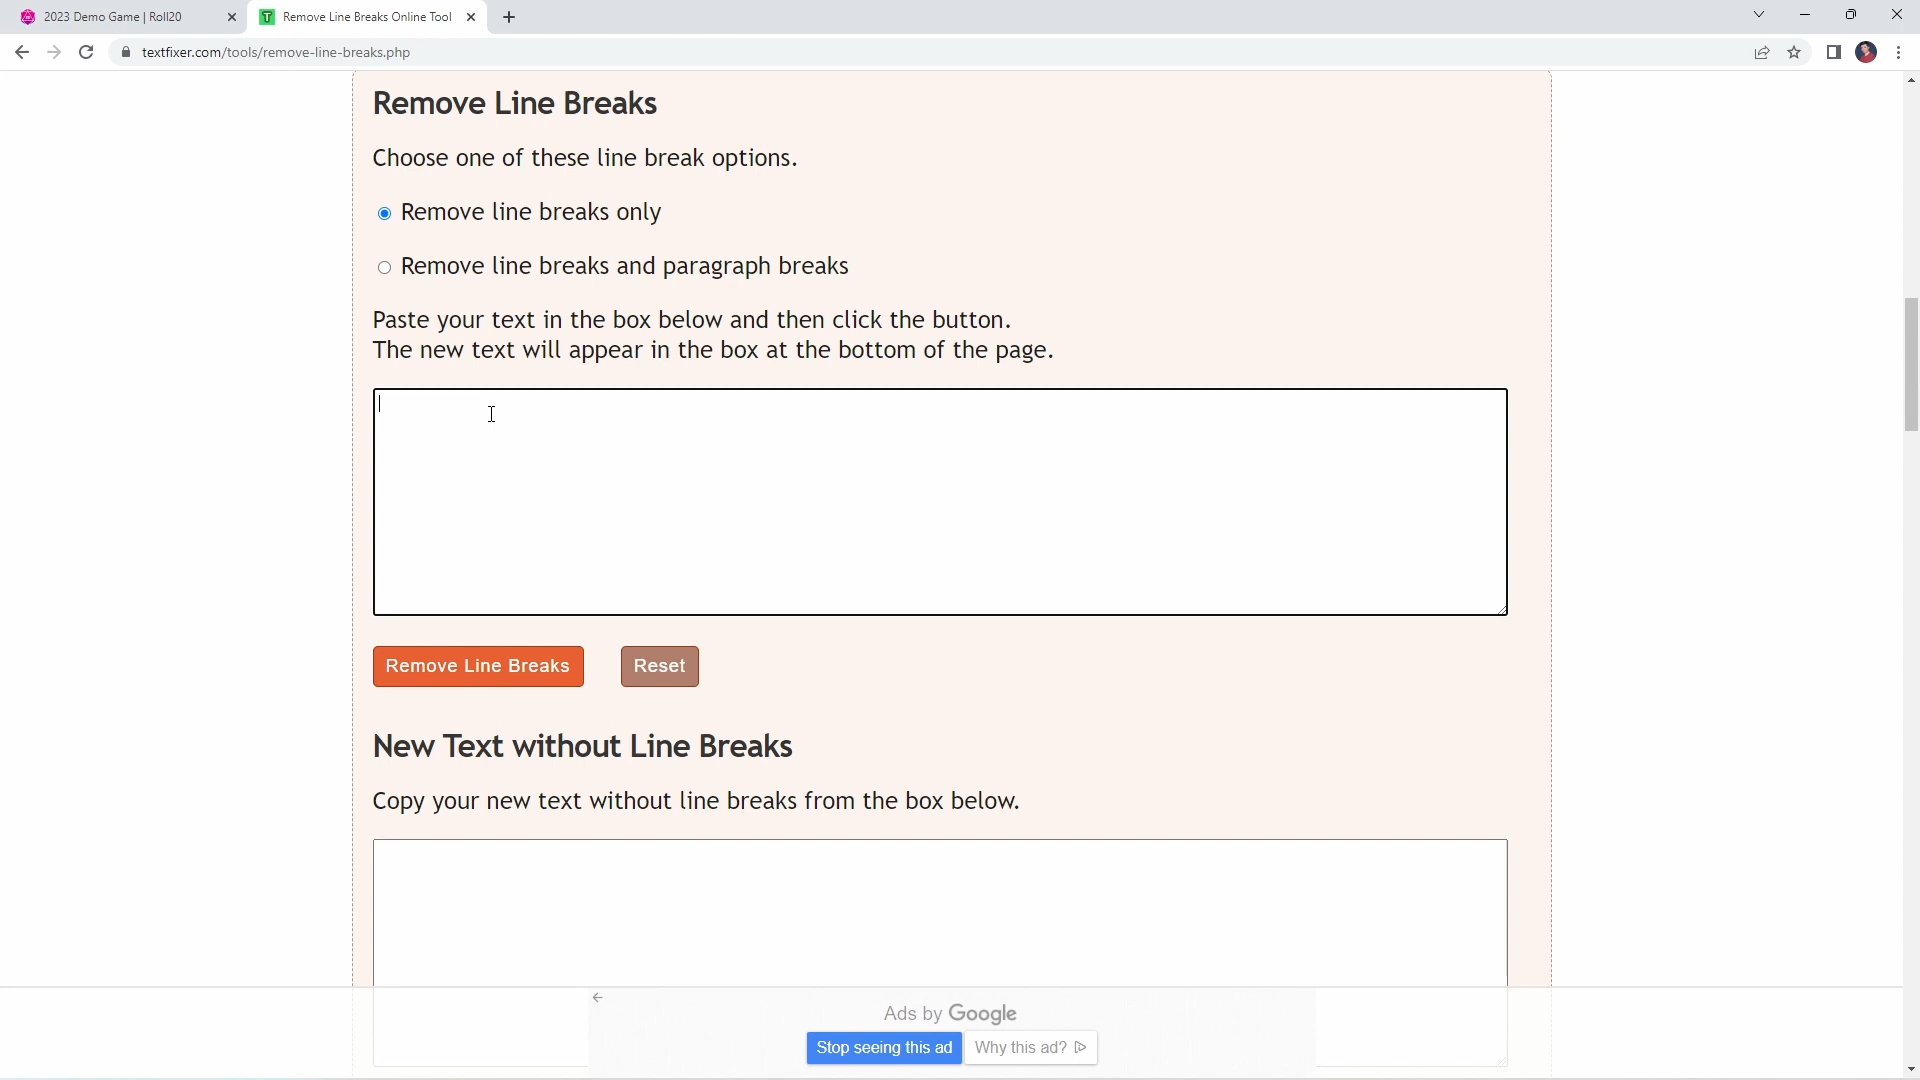 2023 Demo Game | Roll20
Remove Line Breaks Online Tool
textfixer.com/tools/remove-line-breaks.php
Remove Line Breaks
Choose one of these line break options.
Remove line breaks only
Remove line breaks and paragraph breaks
Paste your text in the box below and then click the button.
The new text will appear in the box at the bottom of the page.
Remove Line Breaks
Reset
New Text without Line Breaks
Copy your new text without line breaks from the box below.
Ads by Google
Stop seeing this ad
Why this ad?